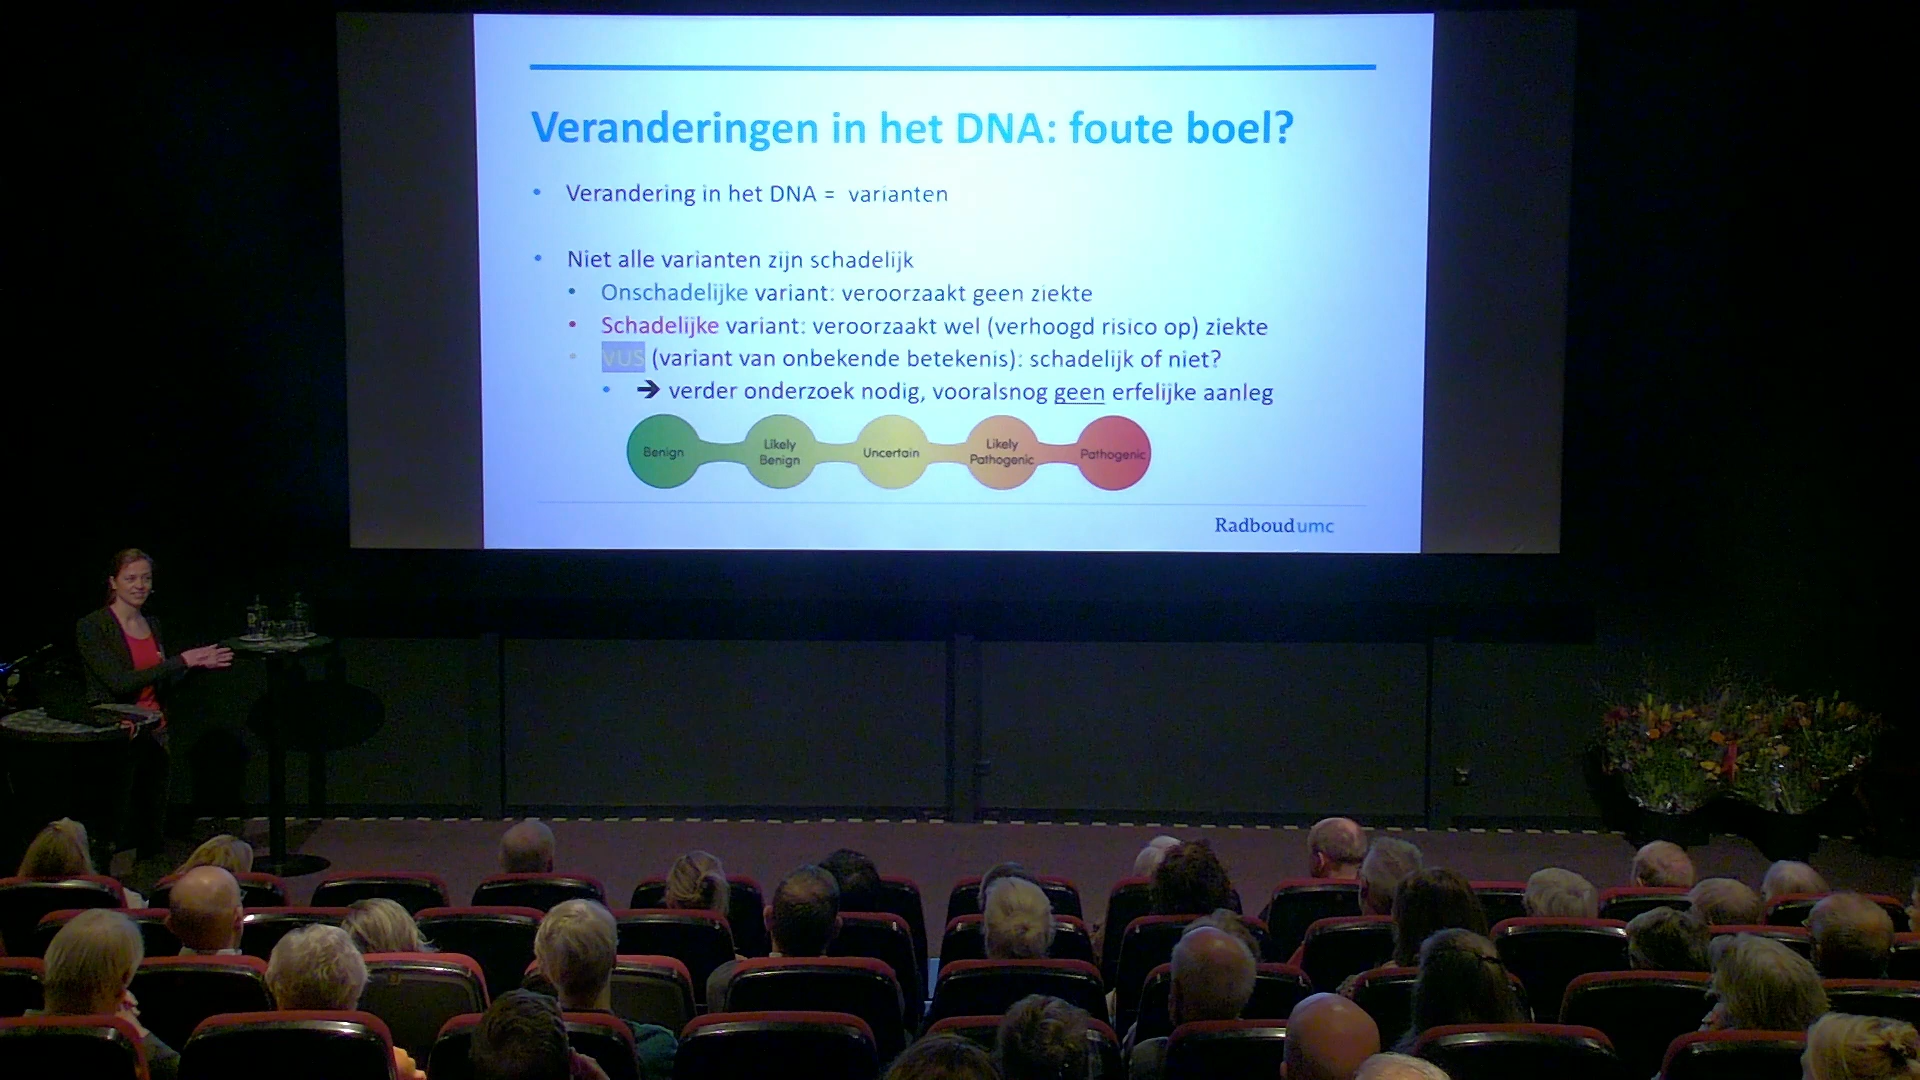 Veranderingen in het DNA: foute boel?
• Verandering in het DNA = varianten
• Niet alle varianten zijn schadelijk
• Onschadelijke variant: veroorzaakt geen ziekte
• Schadelijke variant: veroorzaakt wel (verhoogd risico op) ziekte
• VUS (variant van onbekende betekenis): schadelijk of niet?
• ➔ verder onderzoek nodig, vooralsnog geen erfelijke aanleg
Benign
Likely
Benign
Uncertain
Likely
Pathogenic
Pathogenic
Radboudumc